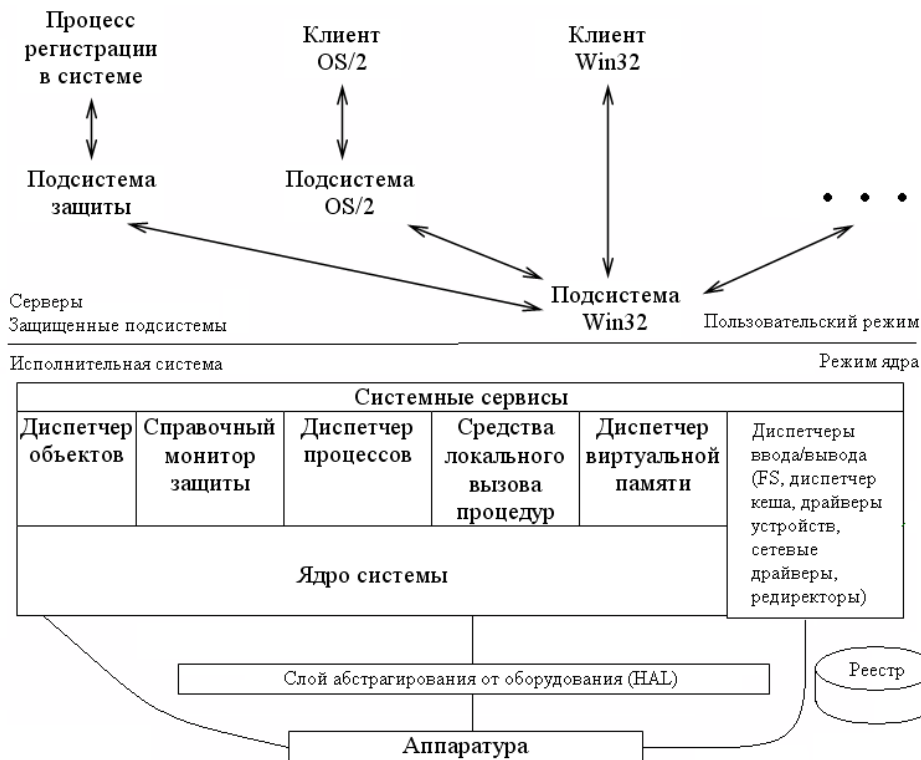 Процесс
регистрации
в системе
Клиент
OS/2
Клиент
Win32
Подсистема
защиты
Подсистема
OS/2
Подсистема
Win32
Серверы
Защищенные подсистемы
Пользовательский режим
Исполнительная система
Режим ядра
Системные сервисы
Диспетчер
объектов
Справочный
монитор
защиты
Диспетчер
процессов
Средства
локального
вызова
процедур
Диспетчер
виртуальной
памяти
Диспетчеры
ввода/вывода
(FS, диспетчер
кеша, драйверы
устройств,
сетевые
драйверы,
редиректоры)
Ядро системы
Слой абстрагирования от оборудования (HAL)
Реестр
Аппаратура